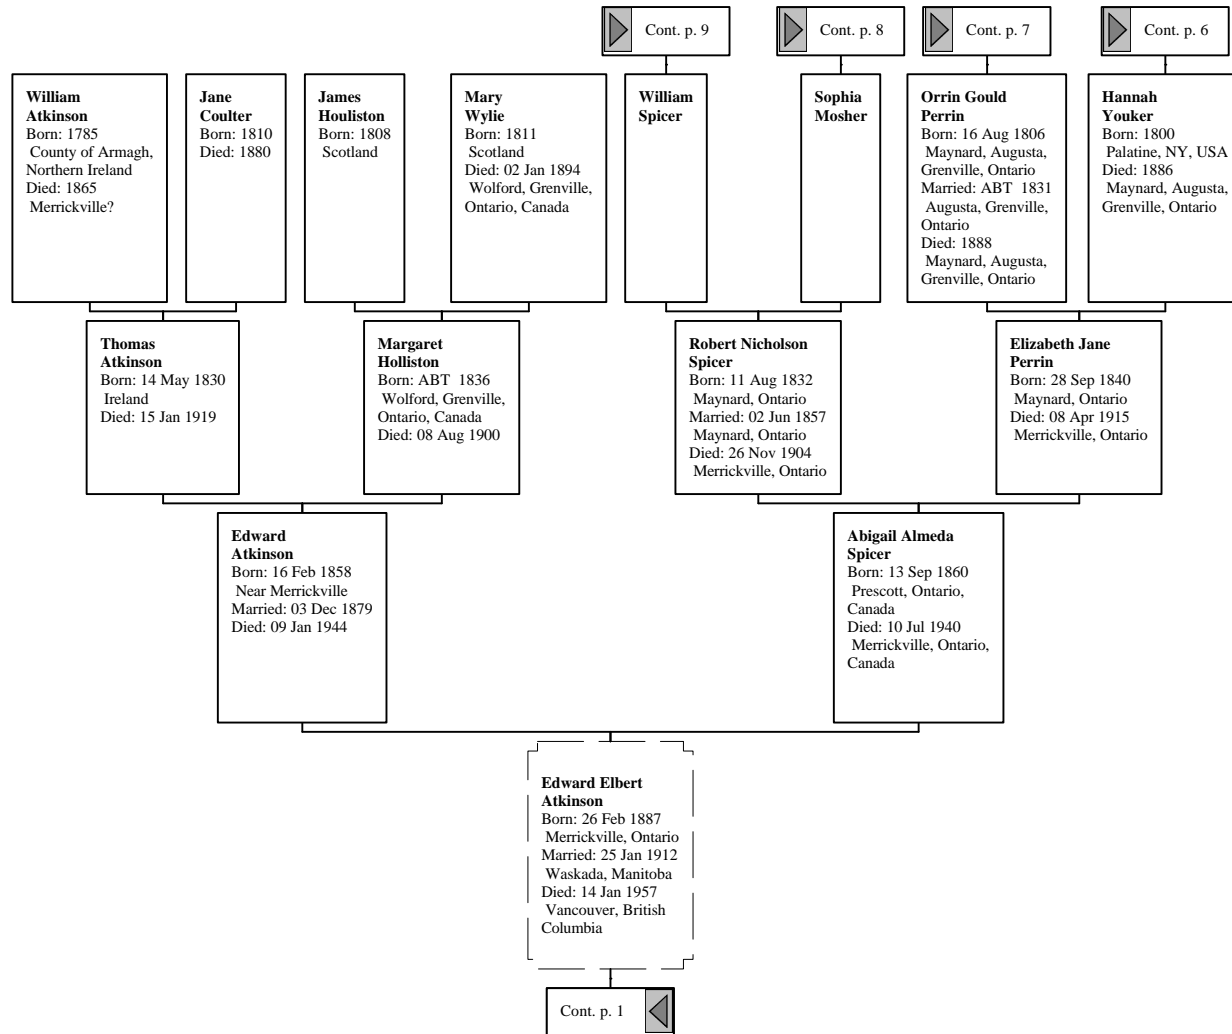 Cont. p. 9
Cont. p. 8
Cont. p. 7
Cont. p. 6
William
Atkinson
Born: 1785
County of Armagh,
Northern Ireland
Died: 1865
Merrickville?
Jane
Coulter
Born: 1810
Died: 1880
James
Houliston
Born: 1808
Scotland
Mary
Wylie
Born: 1811
Scotland
Died: 02 Jan 1894
Wolford, Grenville,
Ontario, Canada
William
Spicer
Sophia
Mosher
Orrin Gould
Perrin
Born: 16 Aug 1806
Maynard, Augusta,
Grenville, Ontario
Married: ABT 1831
Augusta, Grenville,
Ontario
Died: 1888
Maynard, Augusta,
Grenville, Ontario
Hannah
Youker
Born: 1800
Palatine, NY, USA
Died: 1886
Maynard, Augusta,
Grenville, Ontario
Thomas
Atkinson
Born: 14 May 1830
Ireland
Died: 15 Jan 1919
Margaret
Holliston
Born: ABT 1836
Wolford, Grenville,
Ontario, Canada
Died: 08 Aug 1900
Robert Nicholson
Spicer
Born: 11 Aug 1832
Maynard, Ontario
Married: 02 Jun 1857
Maynard, Ontario
Died: 26 Nov 1904
Merrickville, Ontario
Elizabeth Jane
Perrin
Born: 28 Sep 1840
Maynard, Ontario
Died: 08 Apr 1915
Merrickville, Ontario
Edward
Atkinson
Born: 16 Feb 1858
Near Merrickville
Married: 03 Dec 1879
Died: 09 Jan 1944
Abigail Almeda
Spicer
Born: 13 Sep 1860
Prescott, Ontario,
Canada
Died: 10 Jul 1940
Merrickville, Ontario,
Canada
Edward Elbert
Atkinson
Born: 26 Feb 1887
Merrickville, Ontario
Married: 25 Jan 1912
Waskada, Manitoba
Died: 14 Jan 1957
Vancouver, British
Columbia
Cont. p. 1